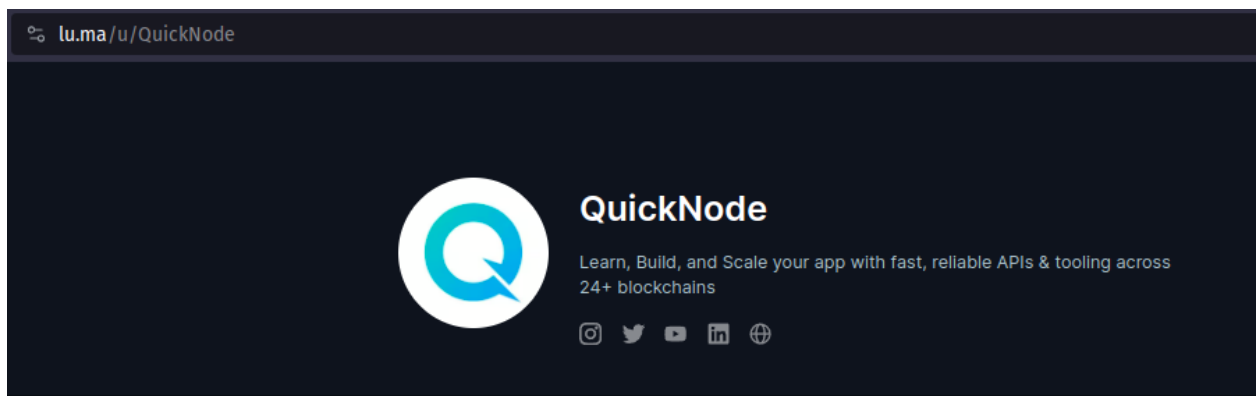 lu.ma/u/QuickNode
QuickNode
Learn, Build, and Scale your app with fast, reliable APIs & tooling across
24+ blockchains